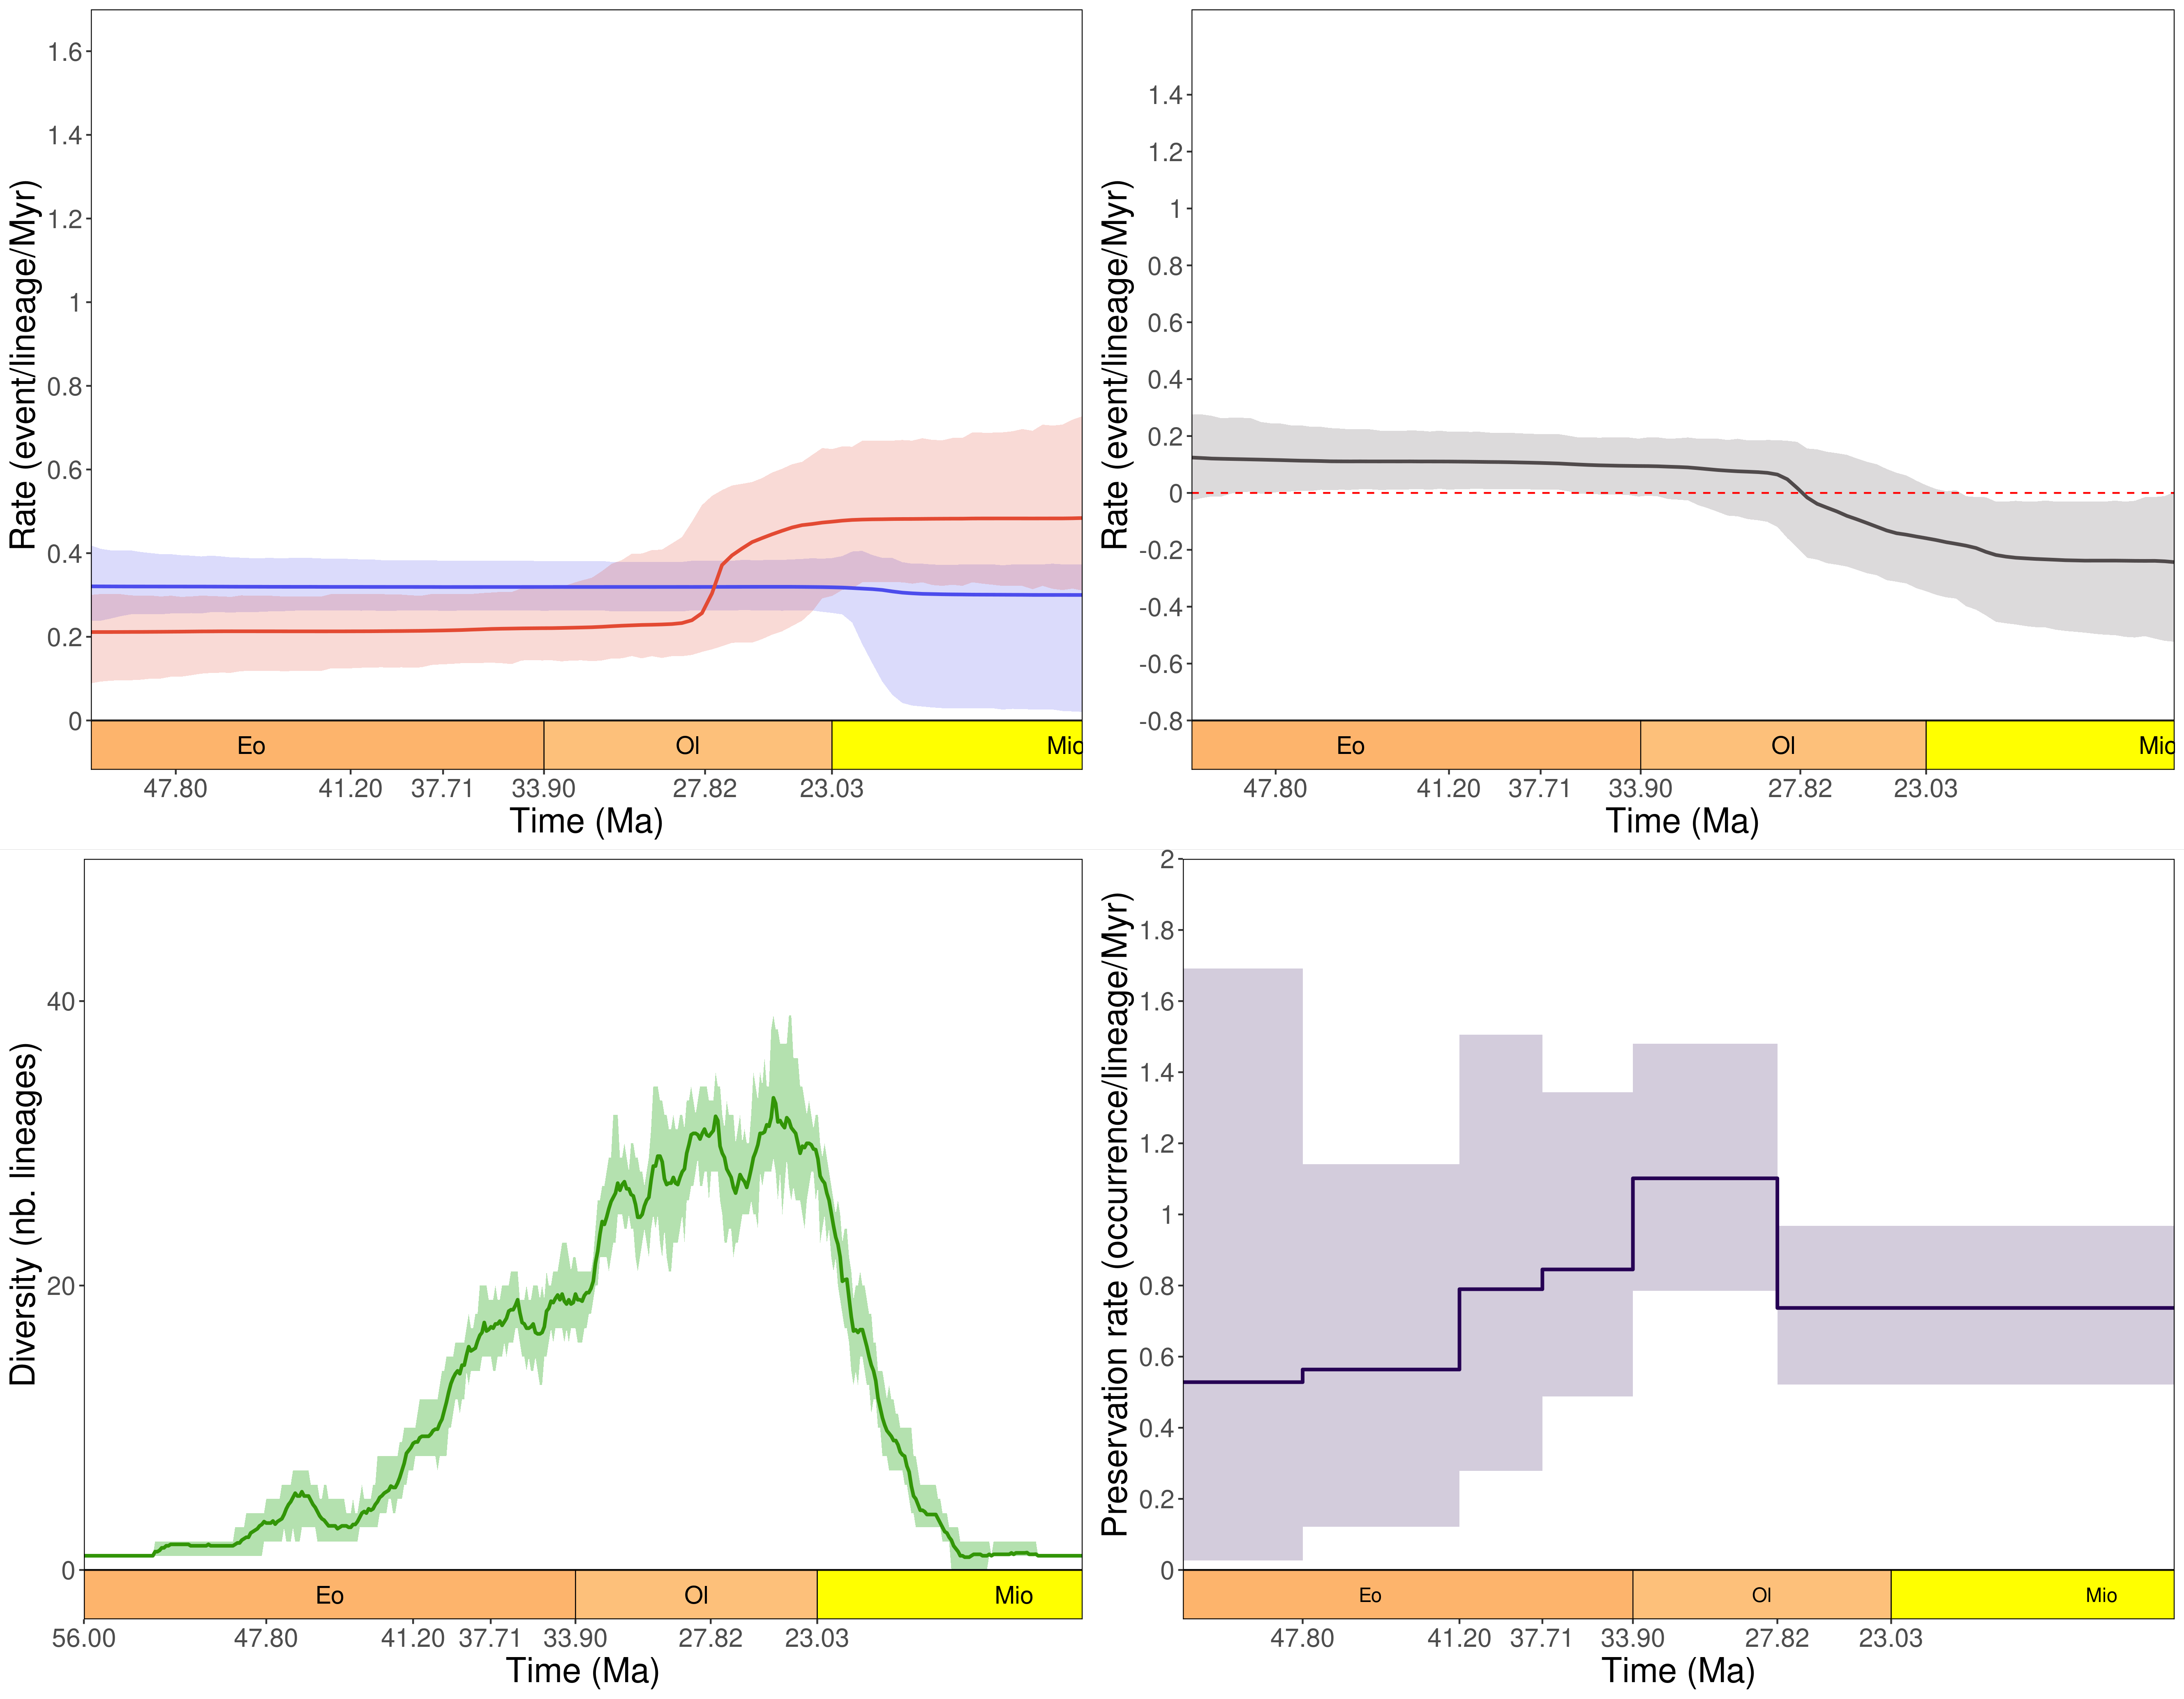 Rate (event/lineage/Myr)
1.6
1.4
1.2
1
0.8
0.6
0.4
0.2
0
Eo Ol Mio
47.80 41.20 37.71 33.90 27.82 23.03
Time (Ma)
Rate (event/lineage/Myr)
1.4
1.2
1
0.8
0.6
0.4
0.2
0
-0.2
-0.4
-0.6
-0.8
Eo Ol Mio
47.80 41.20 37.71 33.90 27.82 23.03
Time (Ma)
Diversity (nb. lineages)
40
20
0
Eo Ol Mio
56.00 47.80 41.20 37.71 33.90 27.82 23.03
Time (Ma)
Preservation rate (occurrence/lineage/Myr)
2
1.8
1.6
1.4
1.2
1
0.8
0.6
0.4
0.2
0
Eo Ol Mio
47.80 41.20 37.71 33.90 27.82 23.03
Time (Ma)